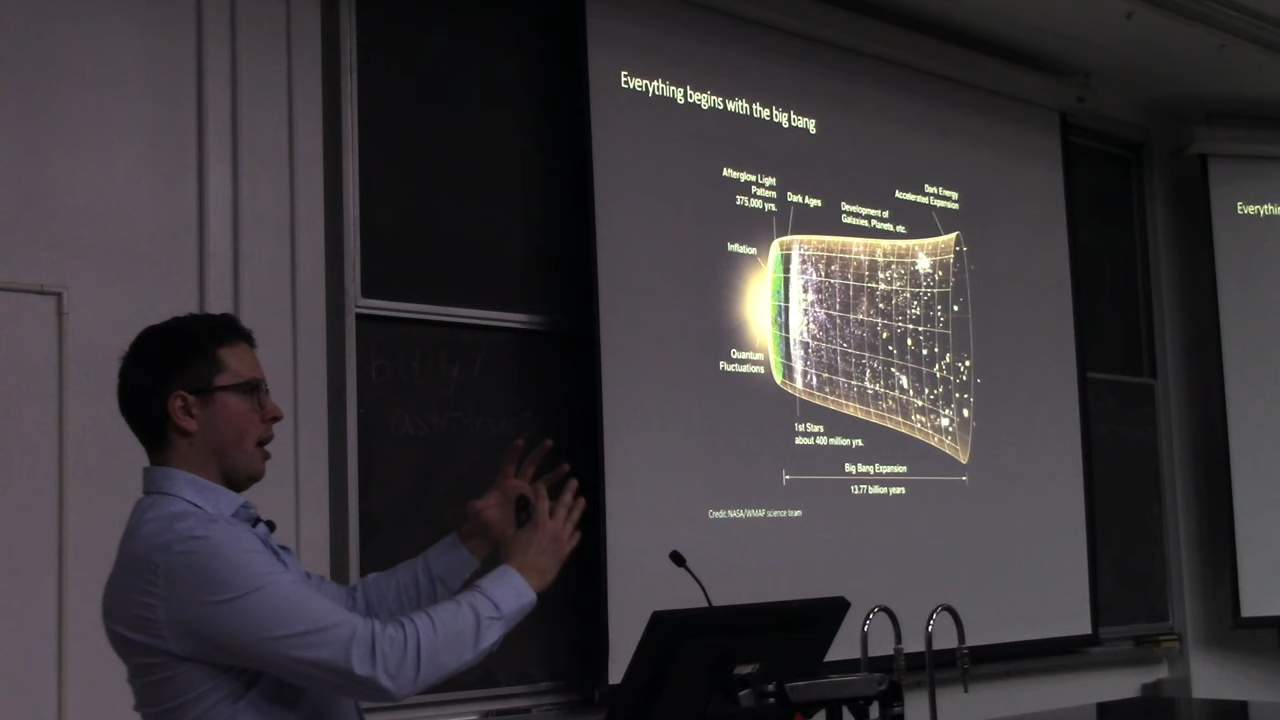 Everything begins with the big bang
Afterglow Light
Pattern
375,000 yrs.
Dark Ages
Development of
Galaxies, Planets, etc.
Dark Energy
Accelerated Expansion
Inflation
Quantum
Fluctuations
1st Stars
about 400 million yrs.
Big Bang Expansion
13.77 billion years
Credit: NASA/WMAP science team
bitly/
Everythi